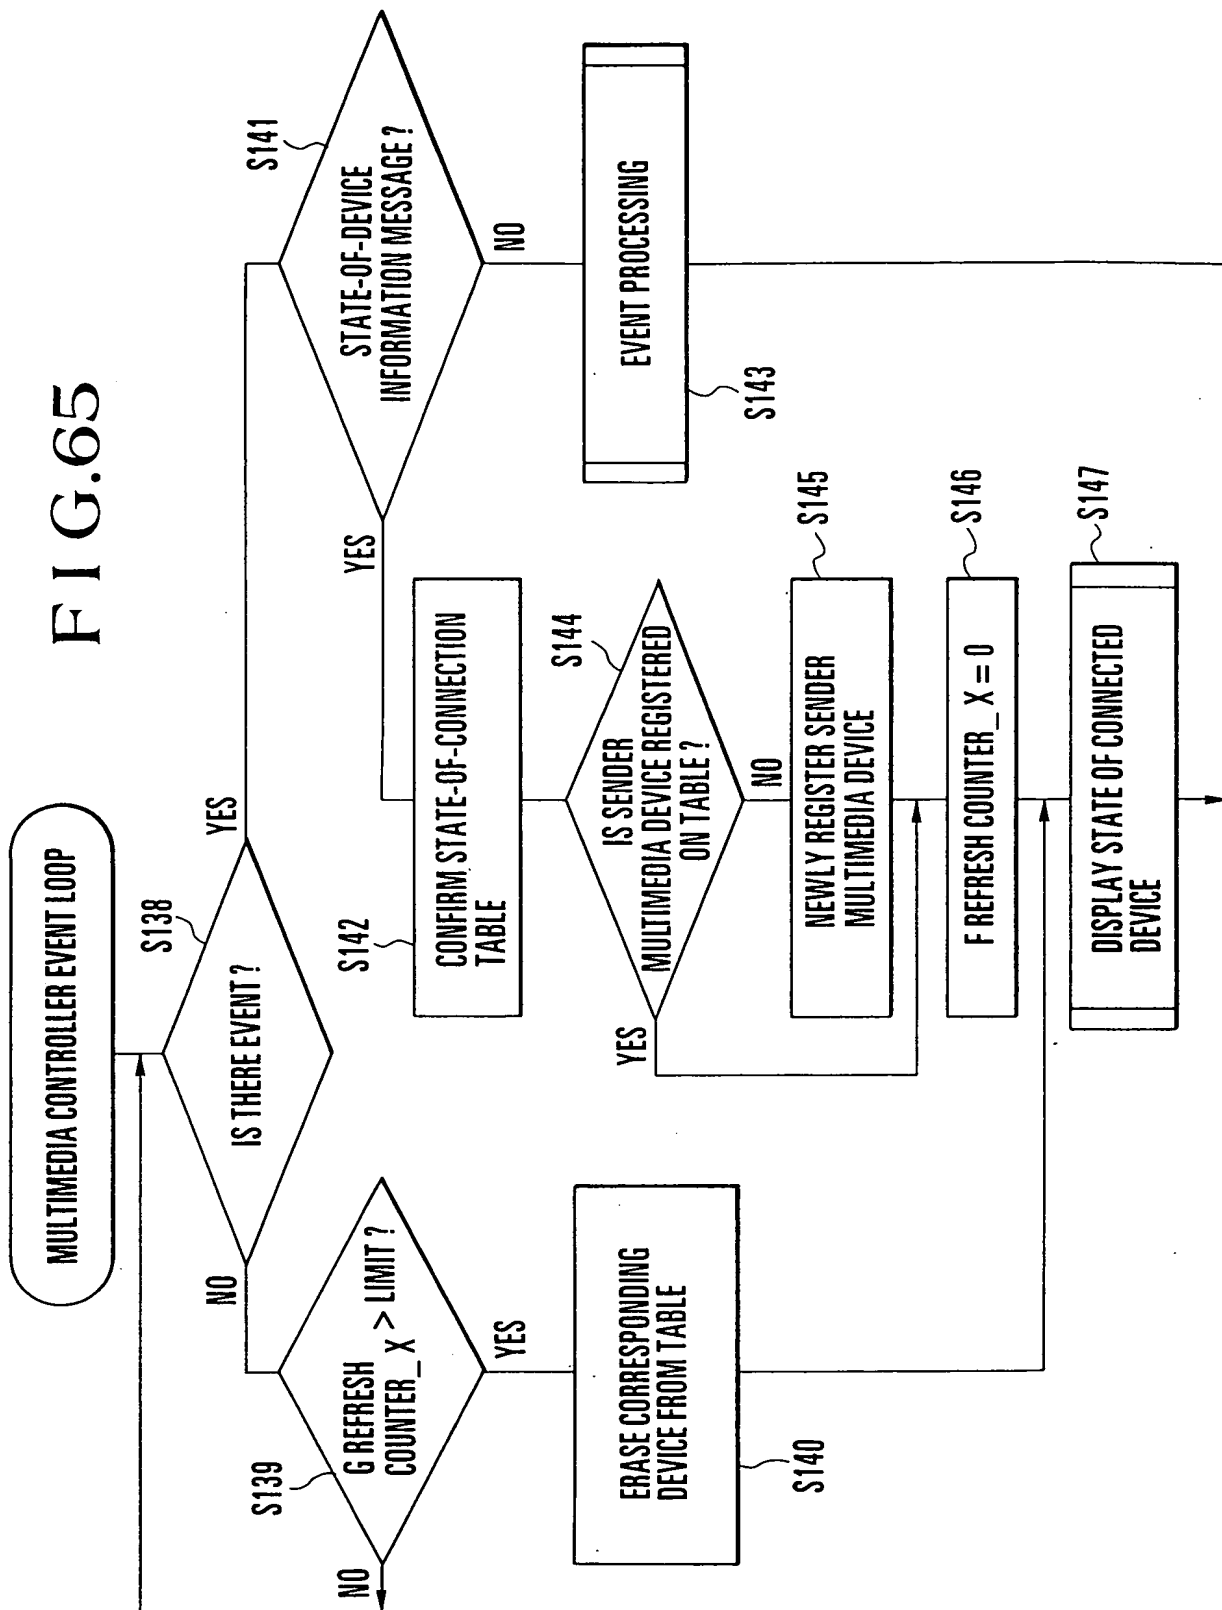 FIG.65
MULTIMEDIA CONTROLLER EVENT LOOP
S138
IS THERE EVENT?
NO
YES
S139
G REFRESH
COUNTER_X > LIMIT?
NO
YES
S141
STATE-OF-DEVICE
INFORMATION MESSAGE?
YES
NO
S142
CONFIRM STATE-OF-CONNECTION
TABLE
S140
ERASE CORRESPONDING
DEVICE FROM TABLE
S144
IS SENDER
MULTIMEDIA DEVICE REGISTERED
ON TABLE?
YES
NO
S143
EVENT PROCESSING
S145
NEWLY REGISTER SENDER
MULTIMEDIA DEVICE
S146
F REFRESH COUNTER_X = 0
S147
DISPLAY STATE OF CONNECTED
DEVICE